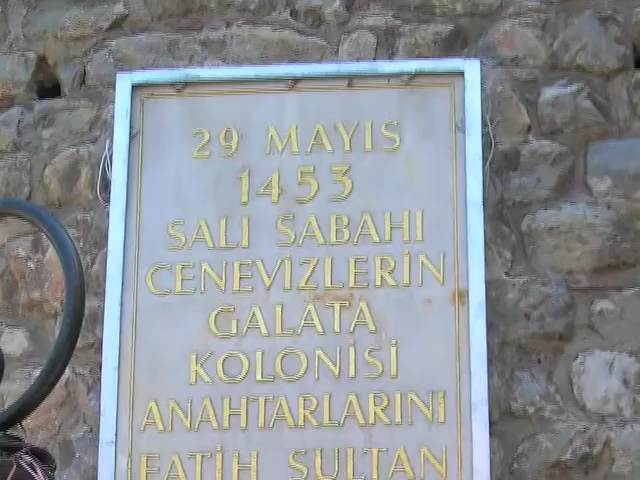 29 MAYIS
1453
SALI SABAHI
CENEVİZLERİN
GALATA
KOLONİSİ
ANAHTARLARINI
FATİH SULTAN